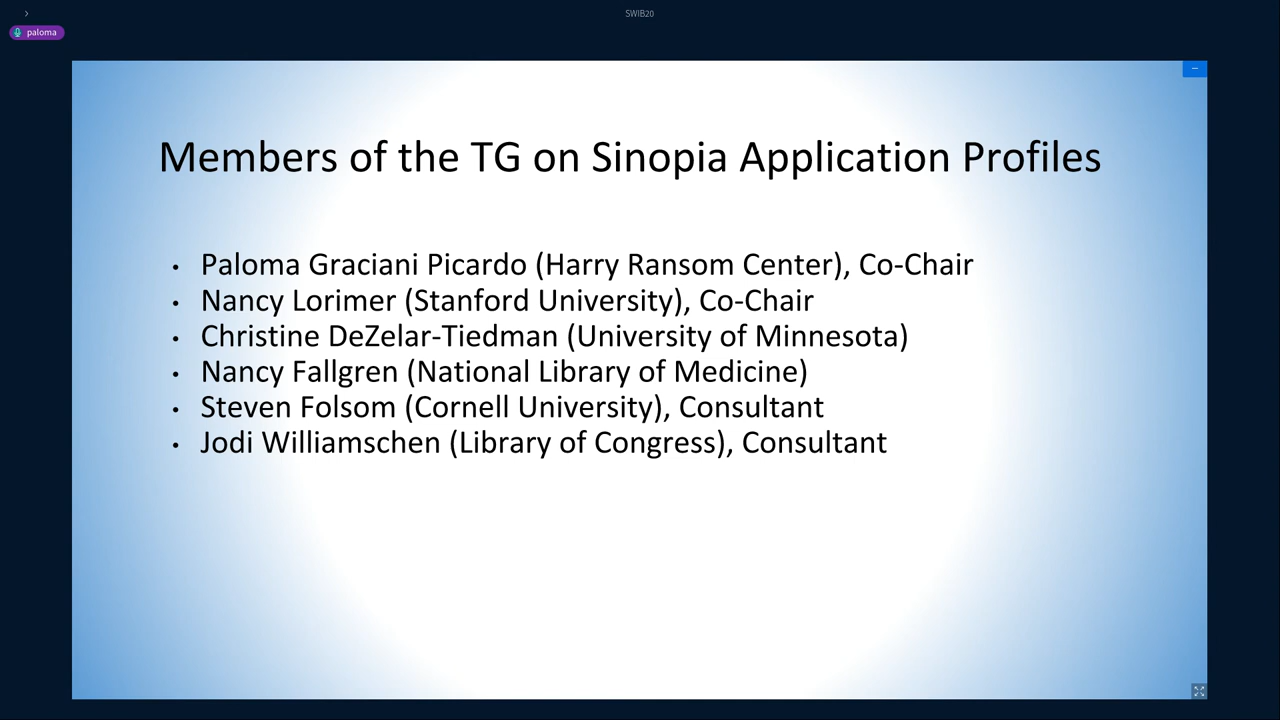 SWIB20
paloma
Members of the TG on Sinopia Application Profiles
• Paloma Graciani Picardo (Harry Ransom Center), Co-Chair
• Nancy Lorimer (Stanford University), Co-Chair
• Christine DeZelar-Tiedman (University of Minnesota)
• Nancy Fallgren (National Library of Medicine)
• Steven Folsom (Cornell University), Consultant
• Jodi Williamschen (Library of Congress), Consultant